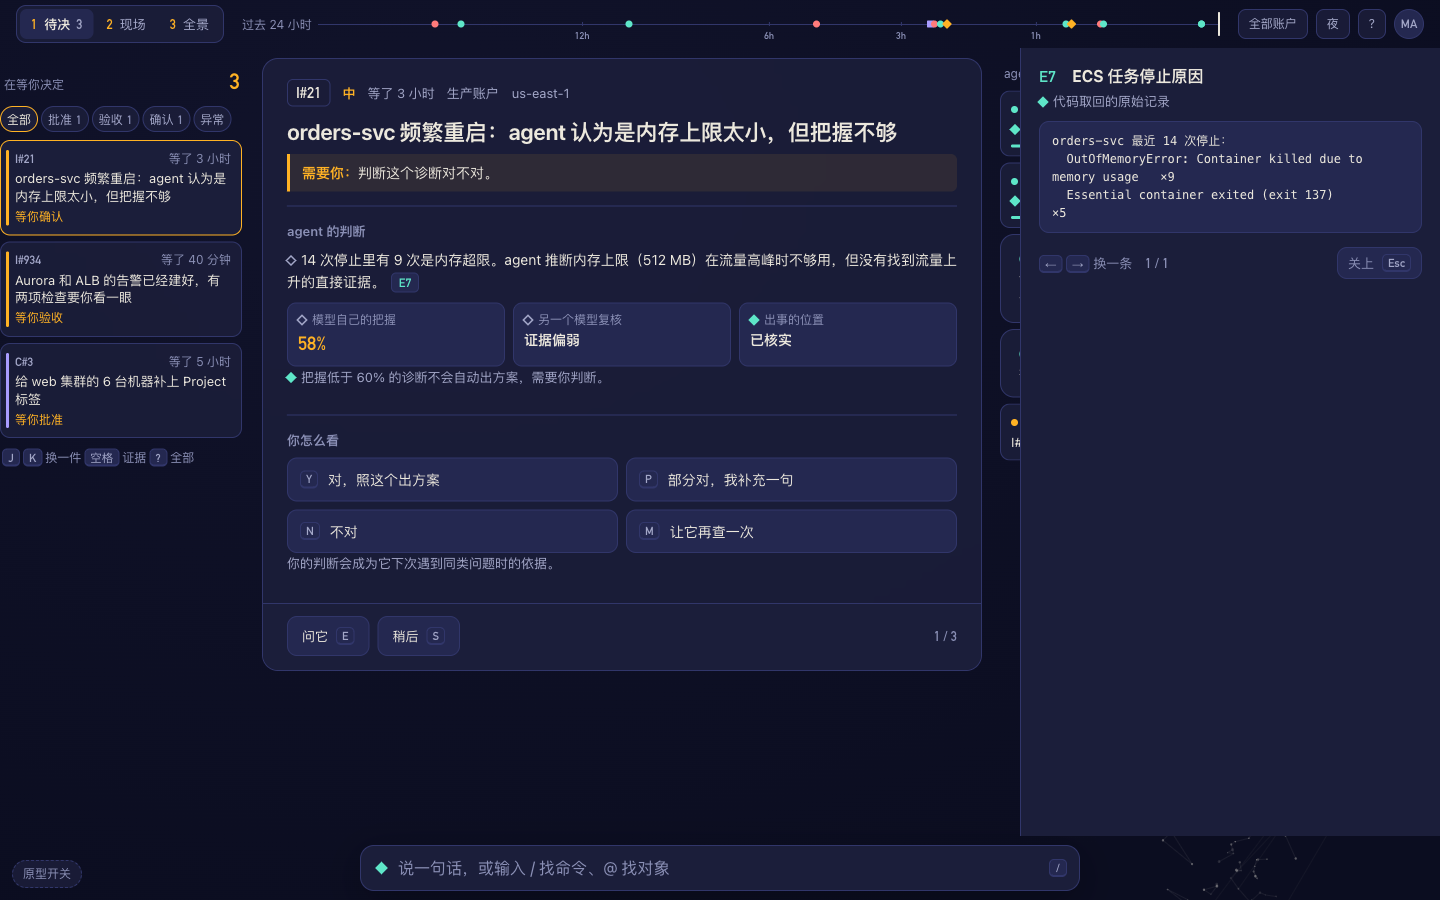 1 待决 3
2 现场
3 全景
过去 24 小时
12h
6h
3h
1h
全部账户
夜
?
MA
在等你决定
3
全部
批准 1
验收 1
确认 1
异常
I#21
等了 3 小时
orders-svc 频繁重启：agent 认为是
内存上限太小，但把握不够
等你确认
I#934
等了 40 分钟
Aurora 和 ALB 的告警已经建好，有
两项检查要你看一眼
等你验收
C#3
等了 5 小时
给 web 集群的 6 台机器补上 Project
标签
等你批准
J K 换一件 空格 证据 ? 全部
I#21 中 等了 3 小时 生产账户 us-east-1
orders-svc 频繁重启：agent 认为是内存上限太小，但把握不够
需要你：判断这个诊断对不对。
agent 的判断
14 次停止里有 9 次是内存超限。agent 推断内存上限（512 MB）在流量高峰时不够用，但没有找到流量上
升的直接证据。 E7
模型自己的把握
58%
另一个模型复核
证据偏弱
出事的位置
已核实
把握低于 60% 的诊断不会自动出方案，需要你判断。
你怎么看
Y 对，照这个出方案
P 部分对，我补充一句
N 不对
M 让它再查一次
你的判断会成为它下次遇到同类问题时的依据。
问它 E
稍后 S
1 / 3
age
I#
E7 ECS 任务停止原因
代码取回的原始记录
orders-svc 最近 14 次停止：
OutOfMemoryError: Container killed due to
memory usage ×9
Essential container exited (exit 137)
×5
← → 换一条 1 / 1
关上 Esc
原型开关
说一句话，或输入 / 找命令、@ 找对象
/